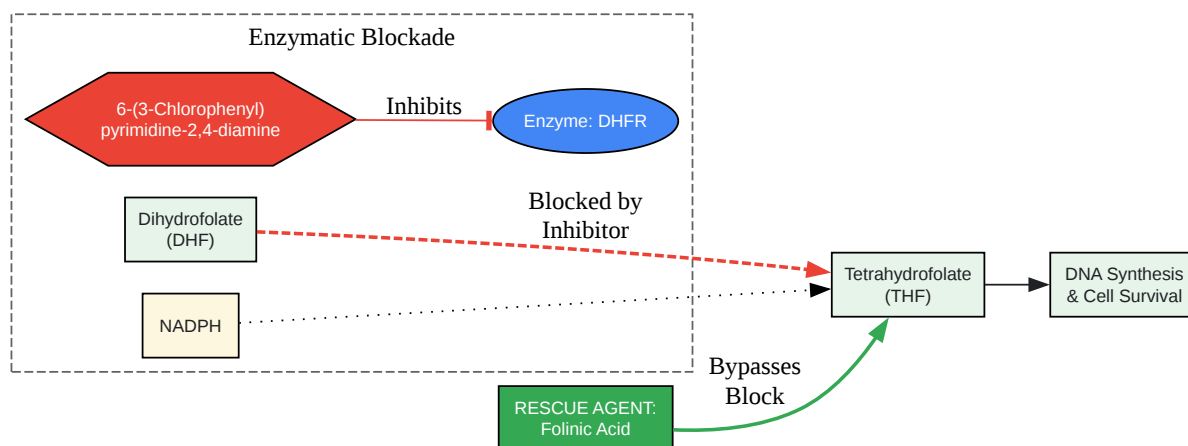 Enzymatic Blockade
6-(3-Chlorophenyl)
pyrimidine-2,4-diamine
Inhibits
Enzyme: DHFR
Dihydrofolate
(DHF)
Blocked by
Inhibitor
NADPH
Tetrahydrofolate
(THF)
DNA Synthesis
& Cell Survival
Bypasses
Block
RESCUE AGENT:
Folinic Acid